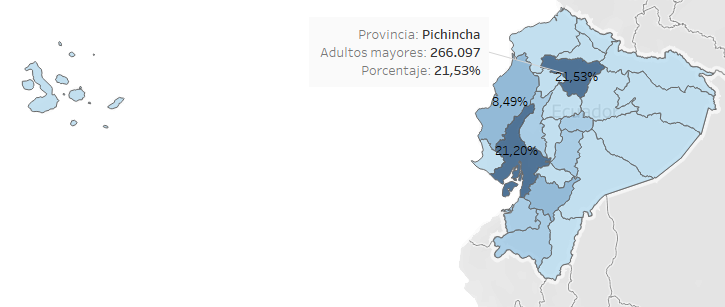 Provincia: Pichincha
Adultos mayores: 266.097
Porcentaje: 21,53%
21,53%
8,49%
Ecuador
21,20%